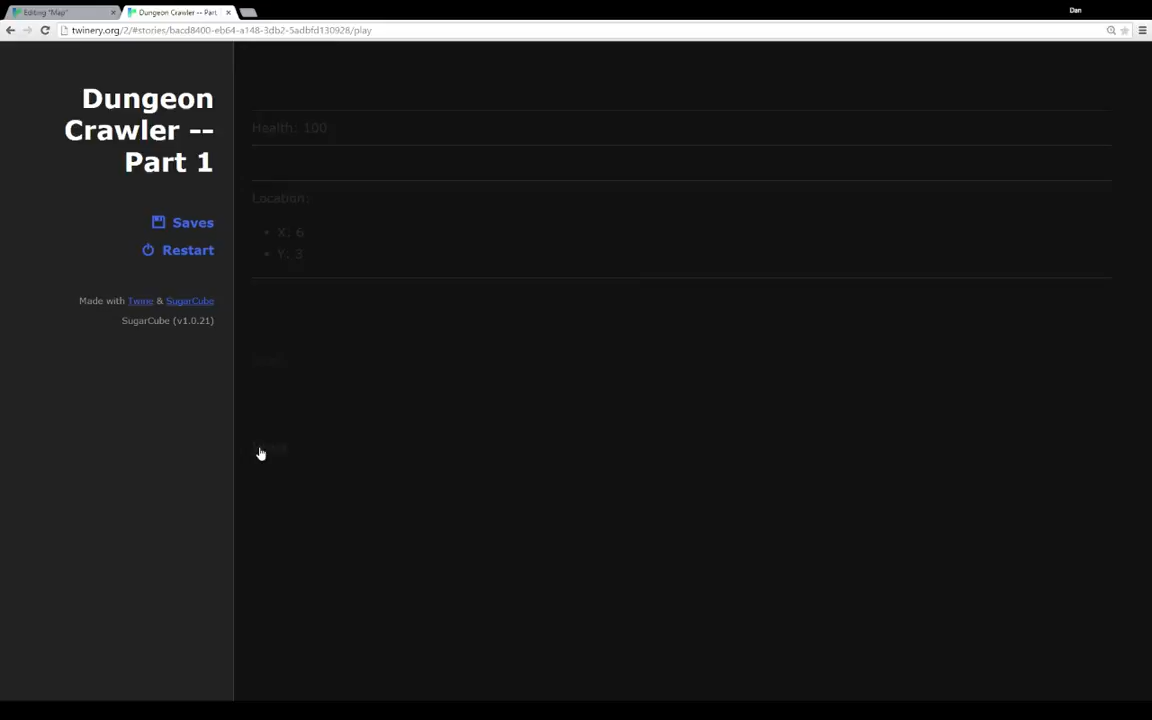 Editing "Map"
Dungeon Crawler -- Part
Dan
twinery.org/2/#stories/bacd8400-eb64-a148-3db2-5adbfd130928/play
Dungeon
Crawler --
Part 1
Saves
Restart
Made with Twine & SugarCube
SugarCube (v1.0.21)
Health: 100
Location:
X: 6
Y: 3